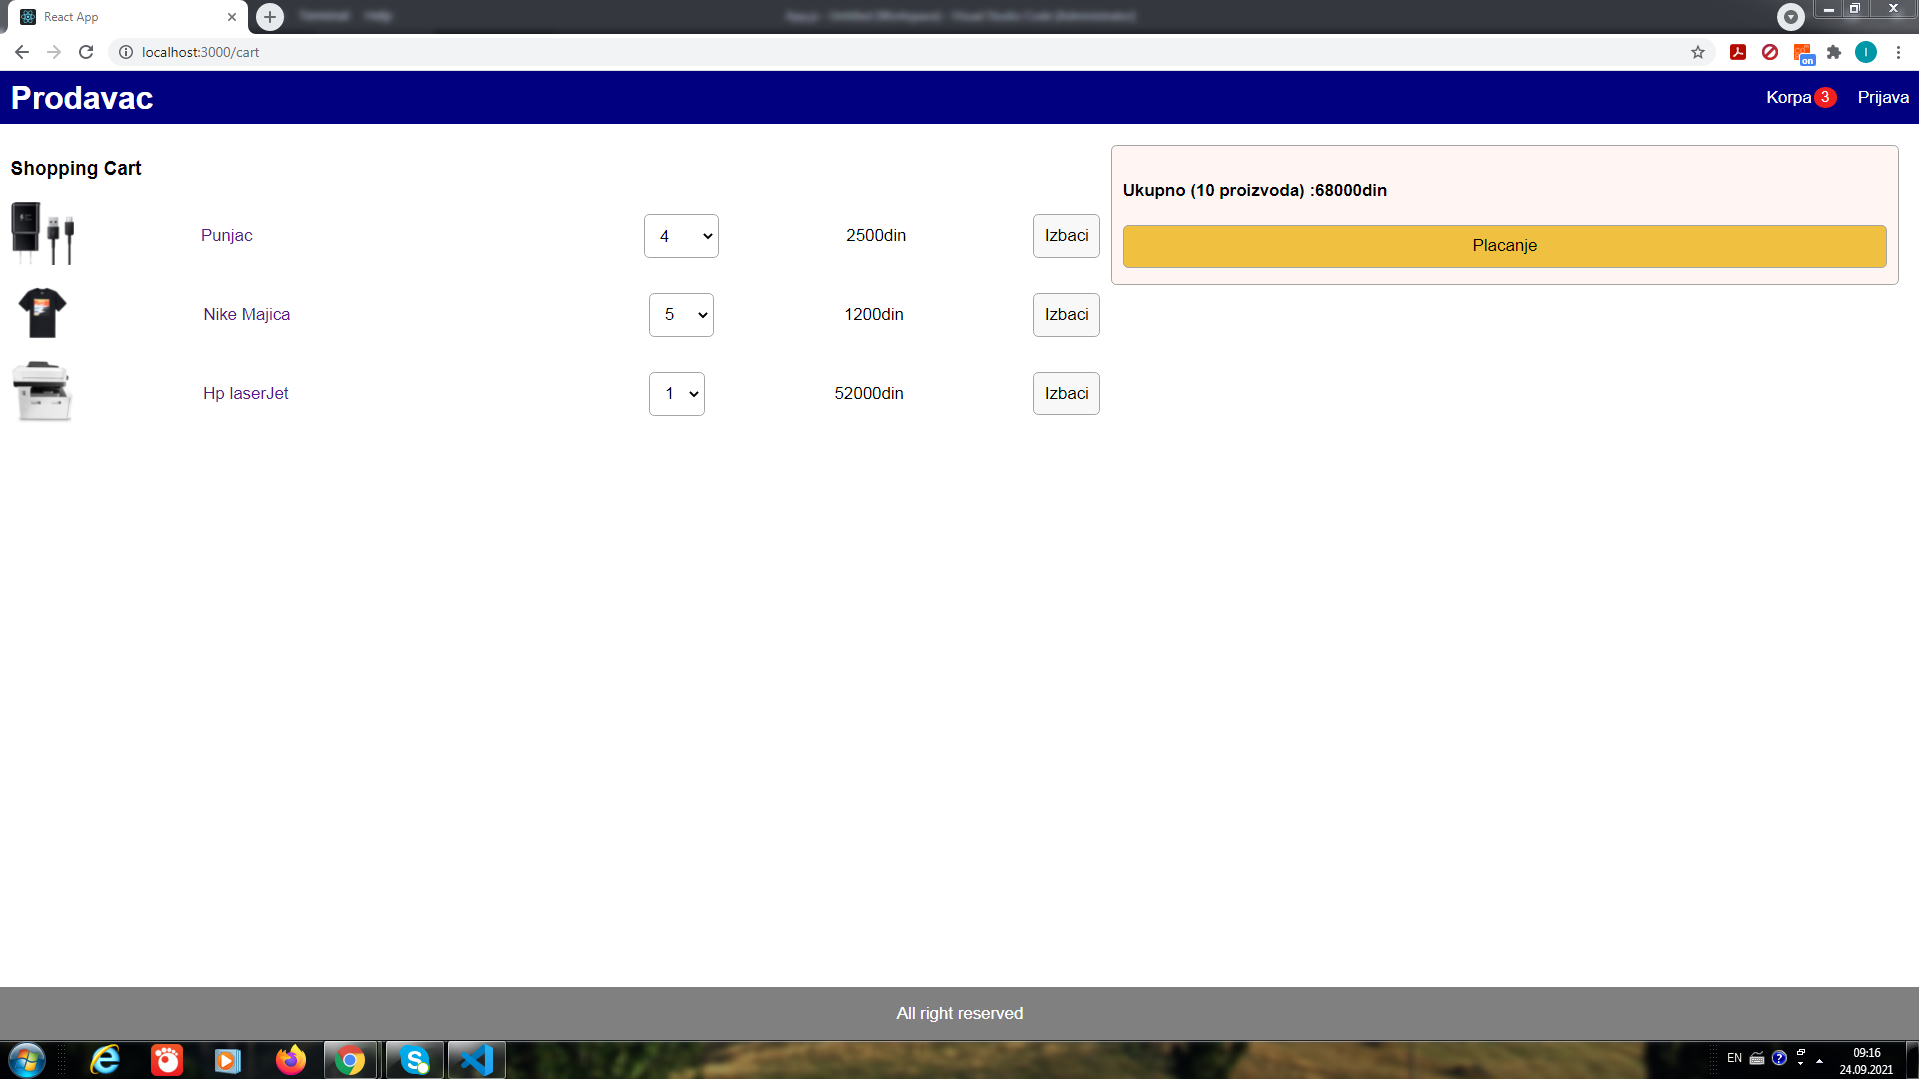 React App
localhost:3000/cart
on
I
Prodavac
Korpa 3 Prijava
Shopping Cart
Punjac 4 2500din Izbaci
Nike Majica 5 1200din Izbaci
Hp laserJet 1 52000din Izbaci
Ukupno (10 proizvoda) :68000din
Placanje
All right reserved
EN
09:16
24.09.2021